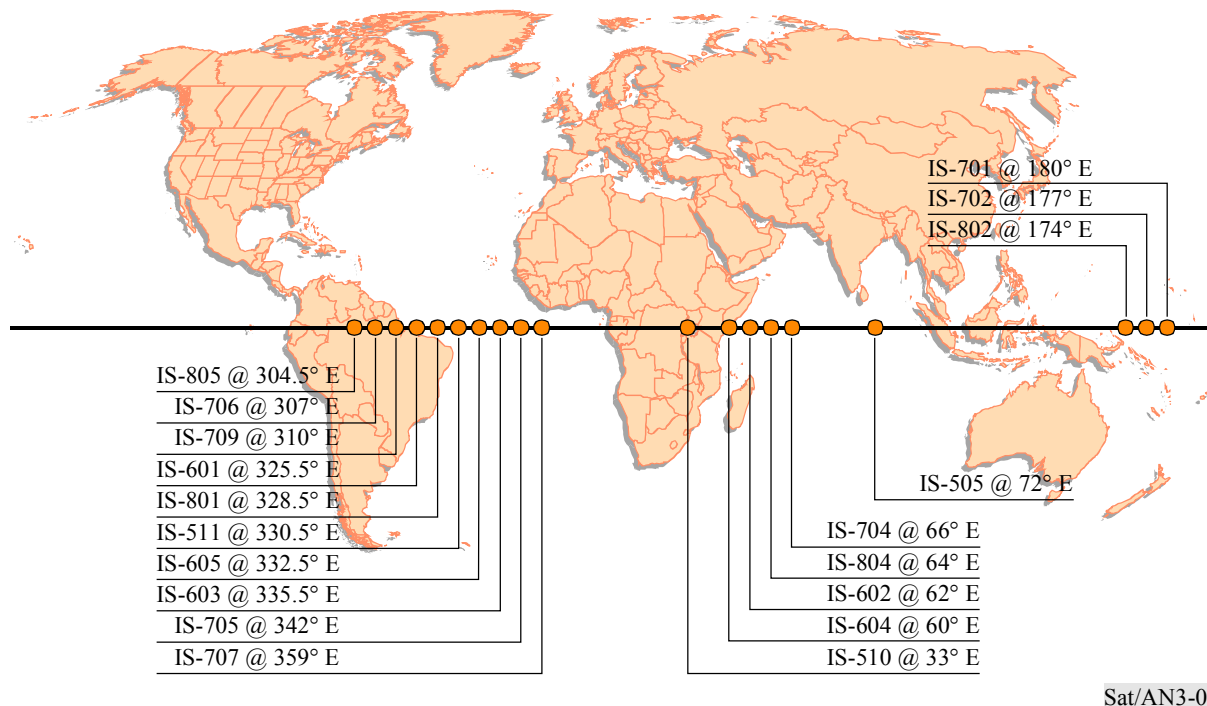 IS-701 @ 180° E
IS-702 @ 177° E
IS-802 @ 174° E
IS-805 @ 304.5° E
IS-706 @ 307° E
IS-709 @ 310° E
IS-601 @ 325.5° E
IS-801 @ 328.5° E
IS-511 @ 330.5° E
IS-605 @ 332.5° E
IS-603 @ 335.5° E
IS-705 @ 342° E
IS-707 @ 359° E
IS-505 @ 72° E
IS-704 @ 66° E
IS-804 @ 64° E
IS-602 @ 62° E
IS-604 @ 60° E
IS-510 @ 33° E
Sat/AN3-0